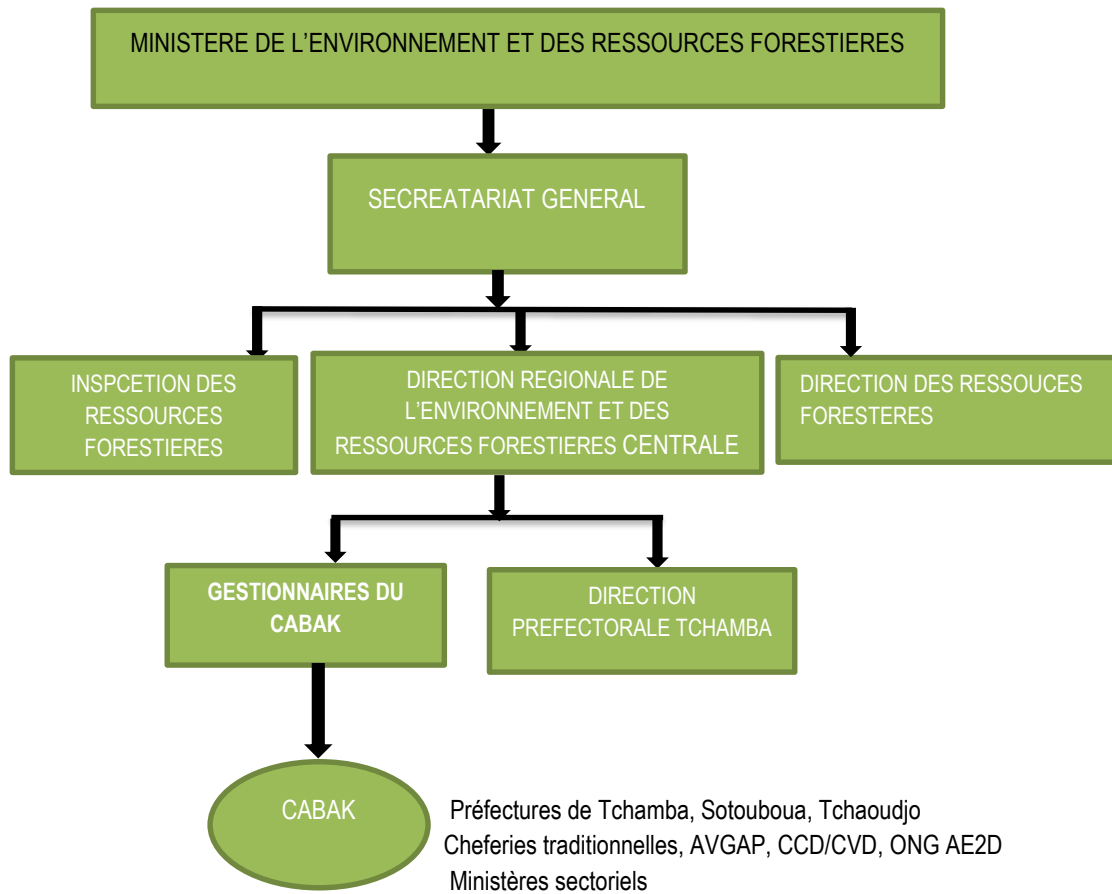 MINISTERE DE L’ENVIRONNEMENT ET DES RESSOURCES FORESTIERES
SECREATARIAT GENERAL
INSPCETION DES
RESSOURCES
FORESTIERES
DIRECTION REGIONALE DE
L’ENVIRONNEMENT ET DES
RESSOURCES FORESTIERES CENTRALE
DIRECTION DES RESSOUCES
FORESTERES
GESTIONNAIRES DU
CABAK
DIRECTION
PREFECTORALE TCHAMBA
CABAK
Préfectures de Tchamba, Sotouboua, Tchaoudjo
Cheferies traditionnelles, AVGAP, CCD/CVD, ONG AE2D
Ministères sectoriels